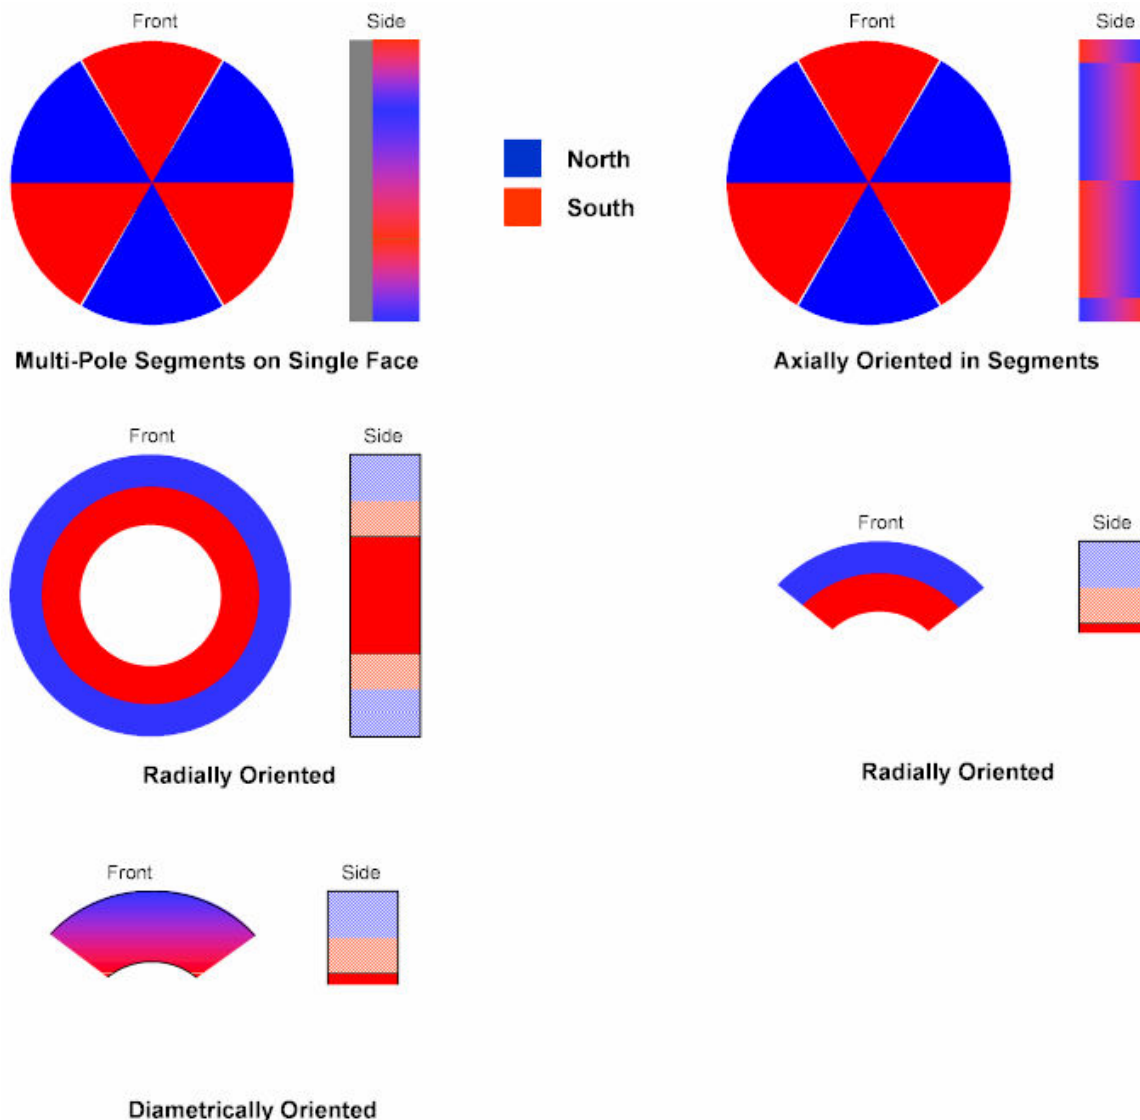 Front
Side
Front
Side
North
South
Multi-Pole Segments on Single Face
Axially Oriented in Segments
Front
Side
Front
Side
Radially Oriented
Radially Oriented
Front
Side
Diametrically Oriented